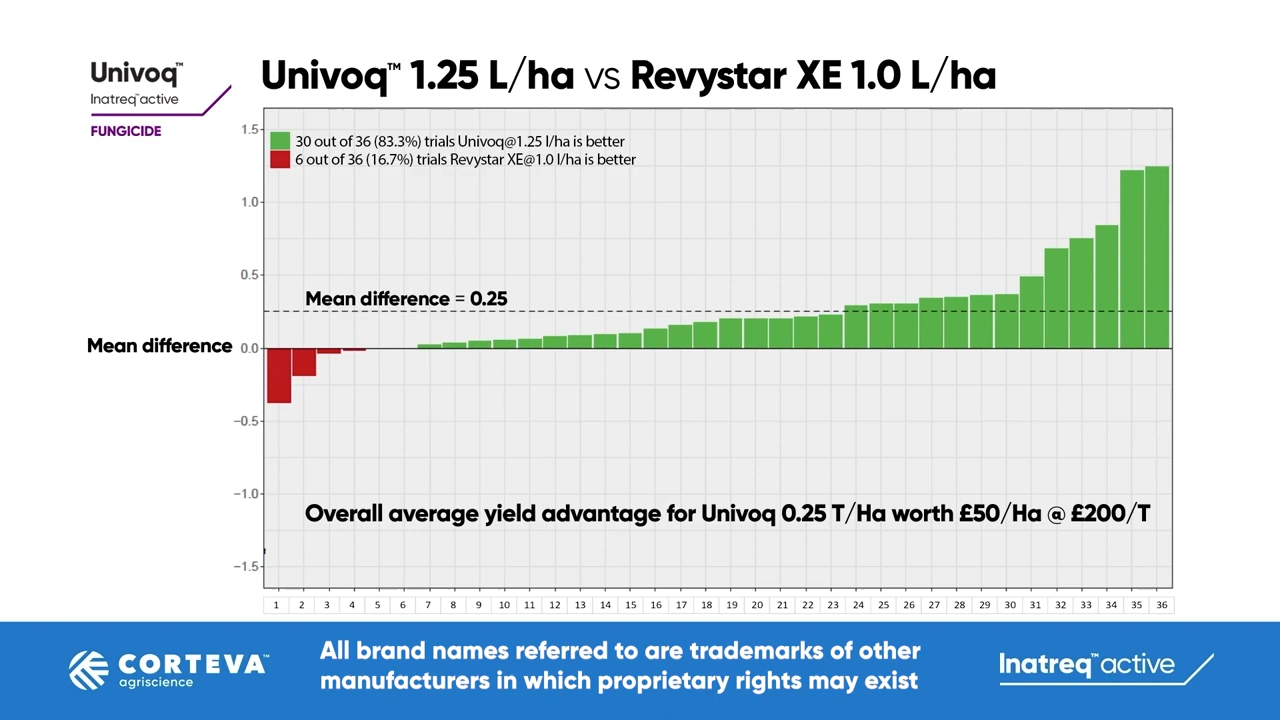 Univoq™
Inatreq™active
FUNGICIDE
Univoq™ 1.25 L/ha vs Revystar XE 1.0 L/ha
30 out of 36 (83.3%) trials Univoq@1.25 l/ha is better
6 out of 36 (16.7%) trials Revystar XE@1.0 l/ha is better
1.5
1.0
0.5
Mean difference = 0.25
Mean difference
0.0
−0.5
−1.0
Overall average yield advantage for Univoq 0.25 T/Ha worth £50/Ha @ £200/T
−1.5
1 2 3 4 5 6 7 8 9 10 11 12 13 14 15 16 17 18 19 20 21 22 23 24 25 26 27 28 29 30 31 32 33 34 35 36
CORTEVA™
agriscience
All brand names referred to are trademarks of other
manufacturers in which proprietary rights may exist
Inatreq™active